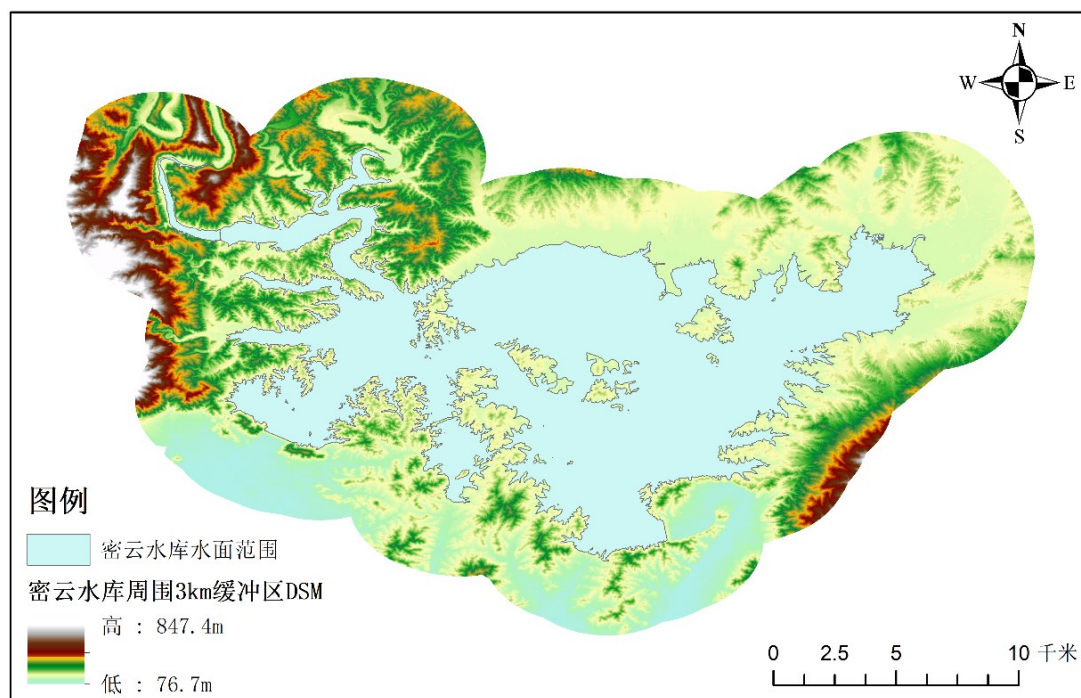 N
W E
S
图例
密云水库水面范围
密云水库周围3km缓冲区DSM
高 : 847.4m
低 : 76.7m
0 2.5 5 10 千米